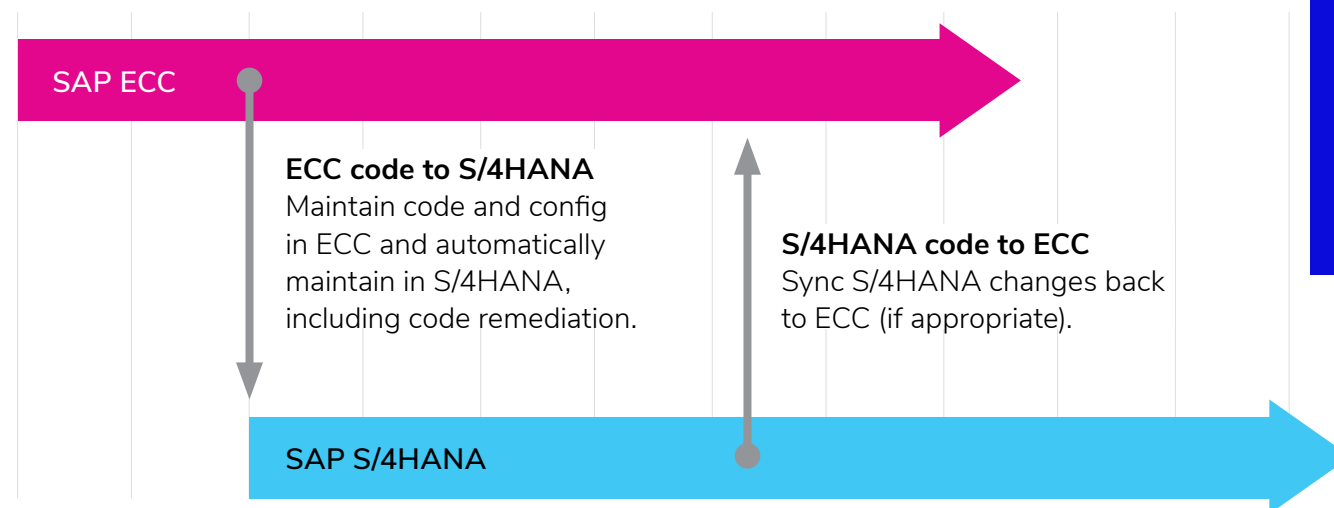 SAP ECC
ECC code to S/4HANA
Maintain code and config
in ECC and automatically
maintain in S/4HANA,
including code remediation.
S/4HANA code to ECC
Sync S/4HANA changes back
to ECC (if appropriate).
SAP S/4HANA